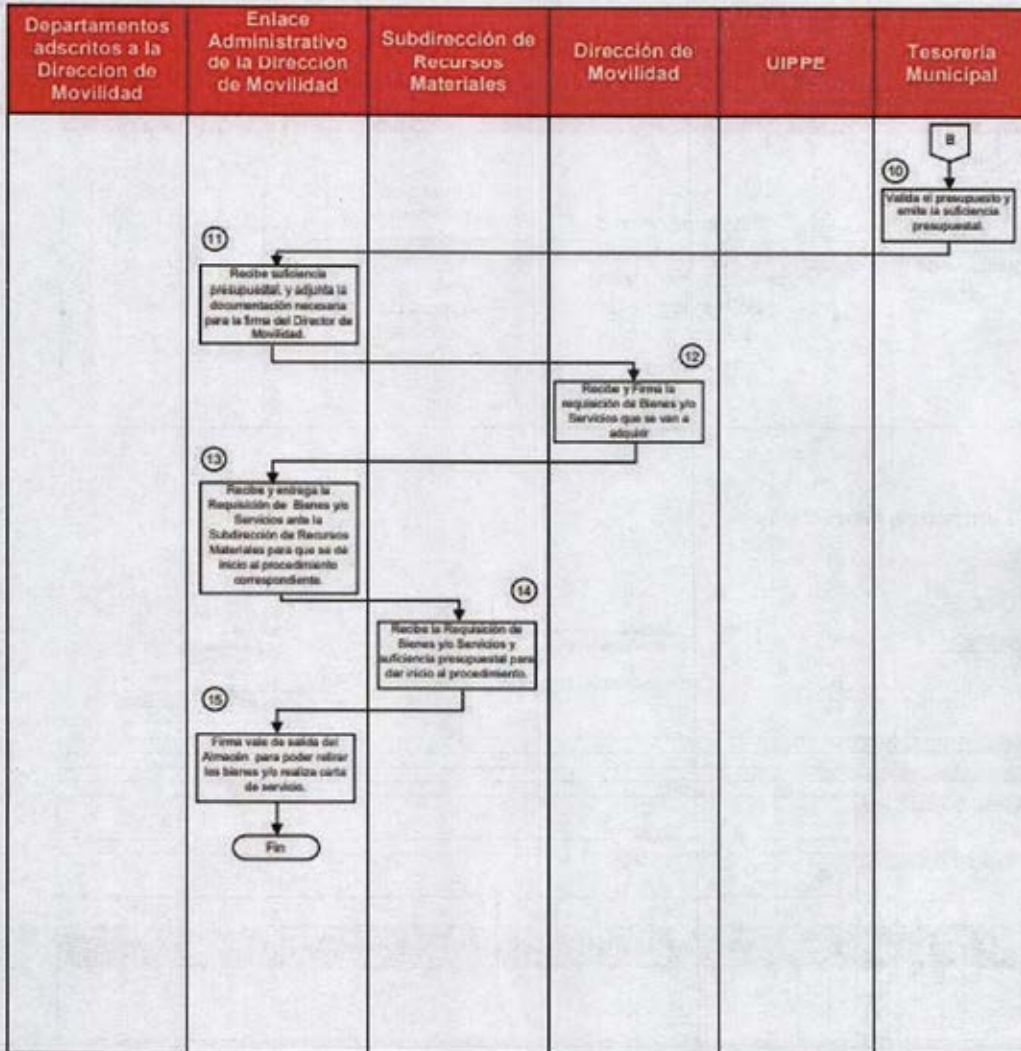 Departamentos
adscritos a la
Direccion de
Movilidad
Enlace
Administrativo
de la Dirección
de Movilidad
Subdirección de
Recursos
Materiales
Dirección de
Movilidad
UIPPE
Tesorería
Municipal
B
10
Valida el presupuesto y
emite la suficiencia
presupuestal.
11
Recibe suficiencia
presupuestal, y adjunta la
documentación necesaria
para la firma del Director de
Movilidad.
12
Recibe y Firma la
requisición de Bienes y/o
Servicios que se van a
adquirir
13
Recibe y entrega la
Requisición de Bienes y/o
Servicios ante la
Subdirección de Recursos
Materiales para que se de
inicio al procedimiento
correspondiente.
14
Recibe la Requisición de
Bienes y/o Servicios y
suficiencia presupuestal para
dar inicio al procedimiento.
15
Firma vale de salida del
Almacén para poder retirar
los bienes y/o realiza carta
de servicio.
Fin